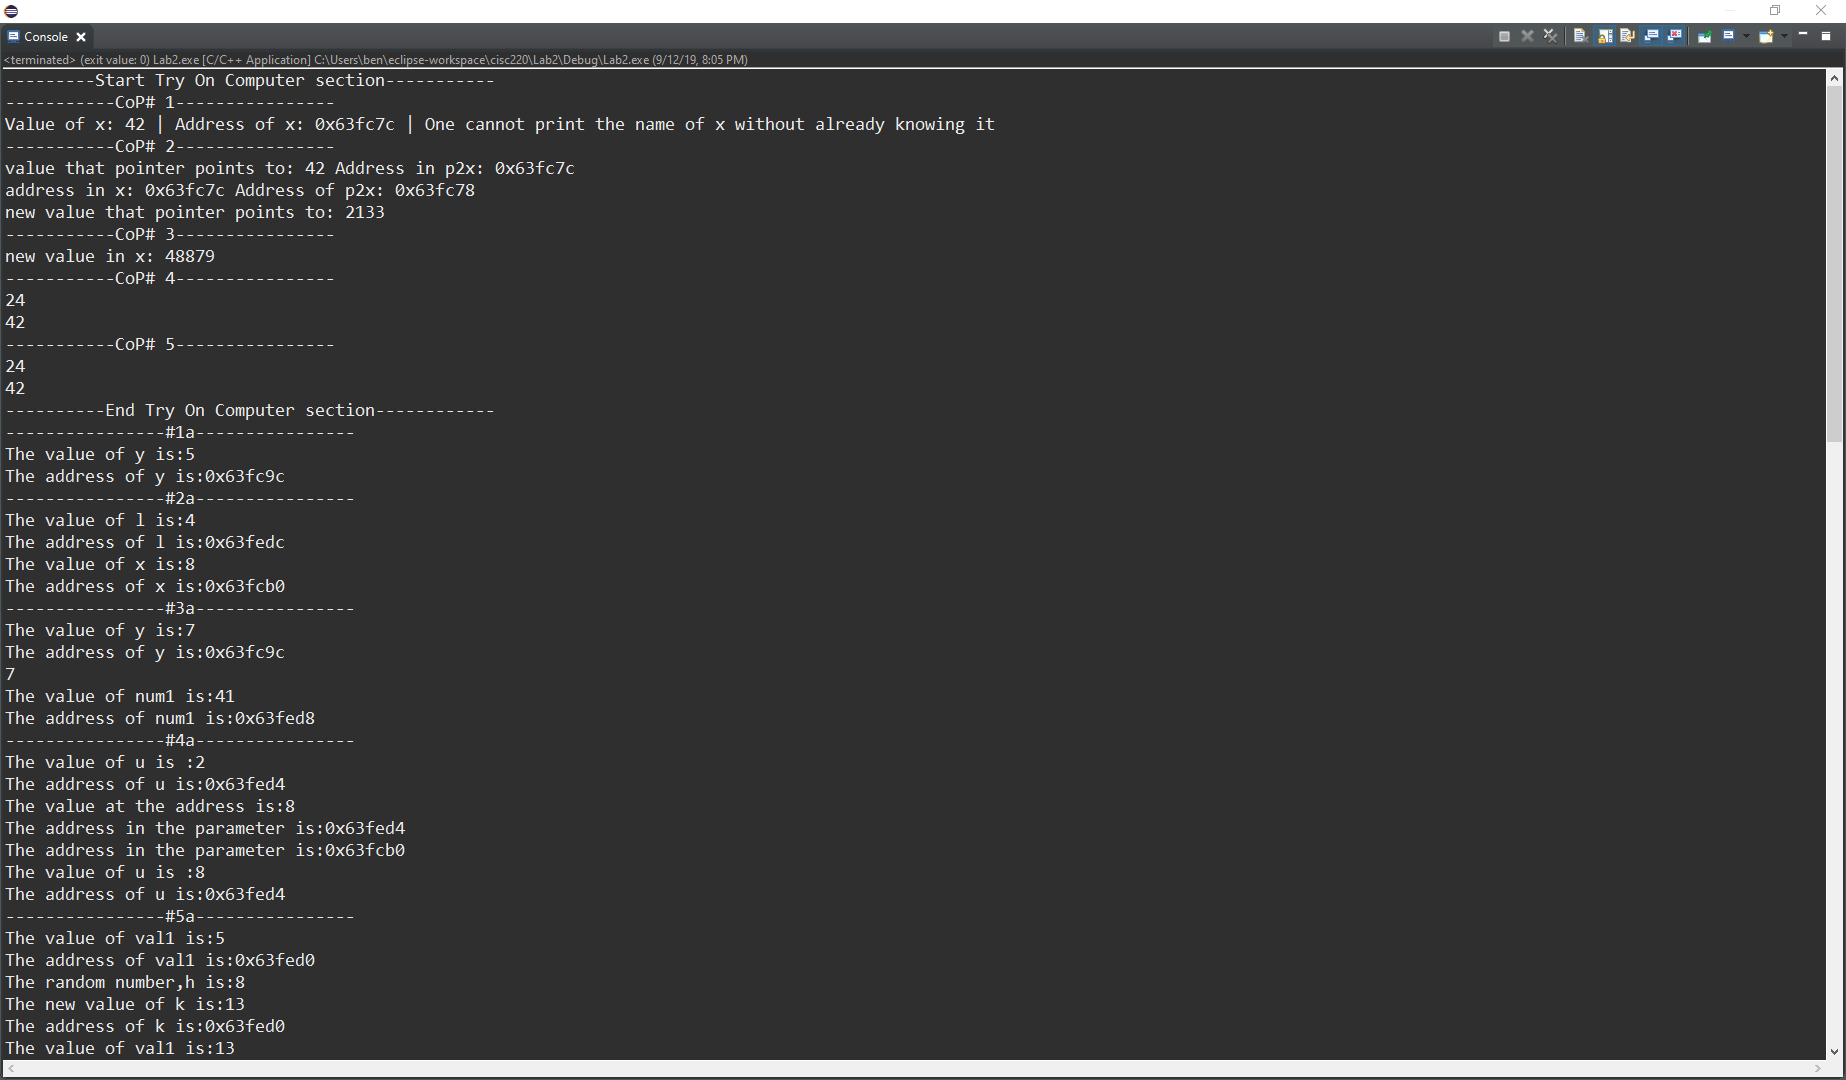 Console
<terminated> (exit value: 0) Lab2.exe [C/C++ Application] C:\Users\ben\eclipse-workspace\cisc220\Lab2\Debug\Lab2.exe (9/12/19, 8:05 PM)
---------Start Try On Computer section-----------
-----------CoP# 1----------------
Value of x: 42 | Address of x: 0x63fc7c | One cannot print the name of x without already knowing it
-----------CoP# 2----------------
value that pointer points to: 42 Address in p2x: 0x63fc7c
address in x: 0x63fc7c Address of p2x: 0x63fc78
new value that pointer points to: 2133
-----------CoP# 3----------------
new value in x: 48879
-----------CoP# 4----------------
24
42
-----------CoP# 5----------------
24
42
----------End Try On Computer section------------
----------------#1a----------------
The value of y is:5
The address of y is:0x63fc9c
----------------#2a----------------
The value of l is:4
The address of l is:0x63fedc
The value of x is:8
The address of x is:0x63fcb0
----------------#3a----------------
The value of y is:7
The address of y is:0x63fc9c
7
The value of num1 is:41
The address of num1 is:0x63fed8
----------------#4a----------------
The value of u is :2
The address of u is:0x63fed4
The value at the address is:8
The address in the parameter is:0x63fed4
The address in the parameter is:0x63fcb0
The value of u is :8
The address of u is:0x63fed4
----------------#5a----------------
The value of val1 is:5
The address of val1 is:0x63fed0
The random number,h is:8
The new value of k is:13
The address of k is:0x63fed0
The value of val1 is:13